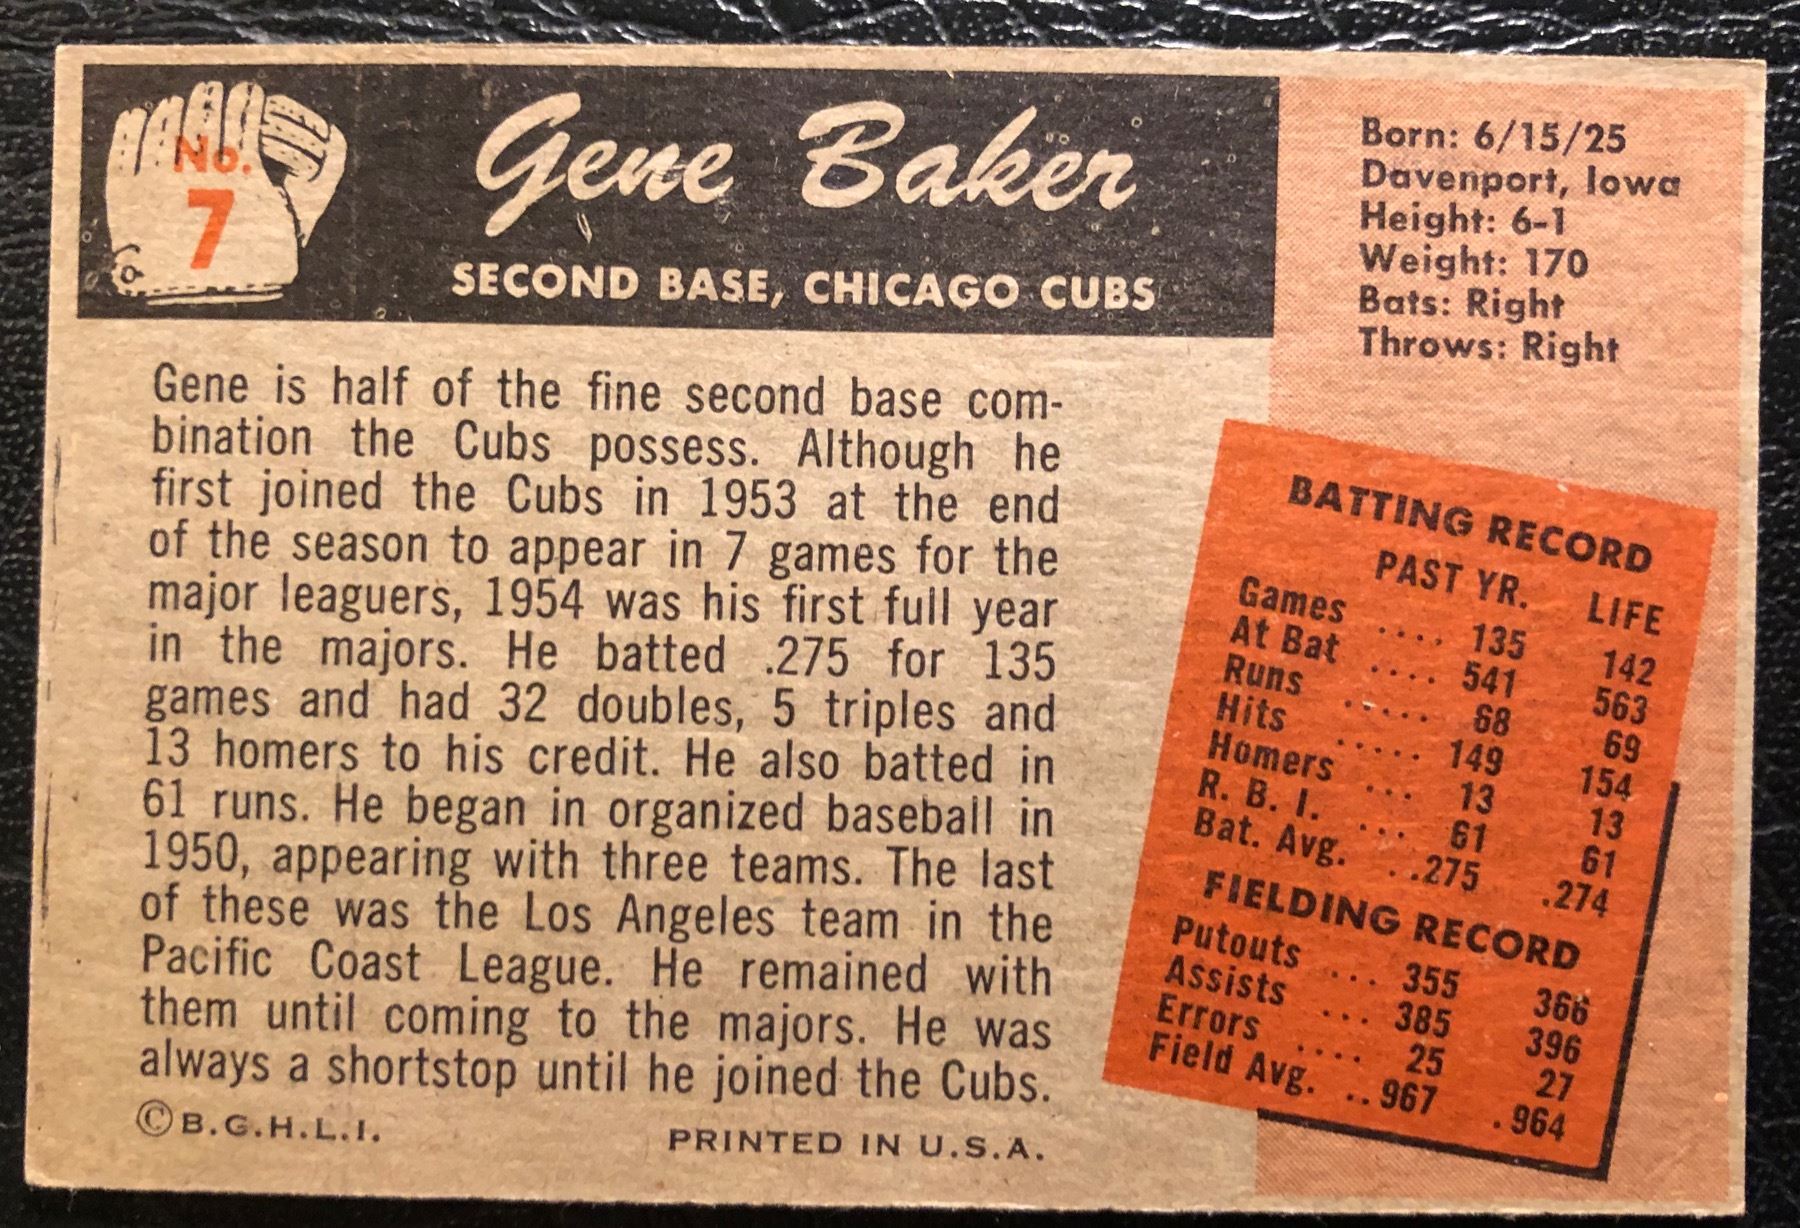 No.
7
Gene Baker
SECOND BASE, CHICAGO CUBS
Born: 6/15/25
Davenport, Iowa
Height: 6-1
Weight: 170
Bats: Right
Throws: Right
Gene is half of the fine second base com-
bination the Cubs possess. Although he
first joined the Cubs in 1953 at the end
of the season to appear in 7 games for the
major leaguers, 1954 was his first full year
in the majors. He batted .275 for 135
games and had 32 doubles, 5 triples and
13 homers to his credit. He also batted in
61 runs. He began in organized baseball in
1950, appearing with three teams. The last
of these was the Los Angeles team in the
Pacific Coast League. He remained with
them until coming to the majors. He was
always a shortstop until he joined the Cubs.
©B.G.H.L.I.
PRINTED IN U.S.A.
BATTING RECORD
PAST YR. LIFE
Games .... 135 142
At Bat .... 541 563
Runs ..... 68 69
Hits ..... 149 154
Homers ... 13 13
R. B. I. ... 61 61
Bat. Avg. ..275 .274
FIELDING RECORD
Putouts ... 355 366
Assists ... 385 396
Errors .... 25 27
Field Avg. ..967 .964